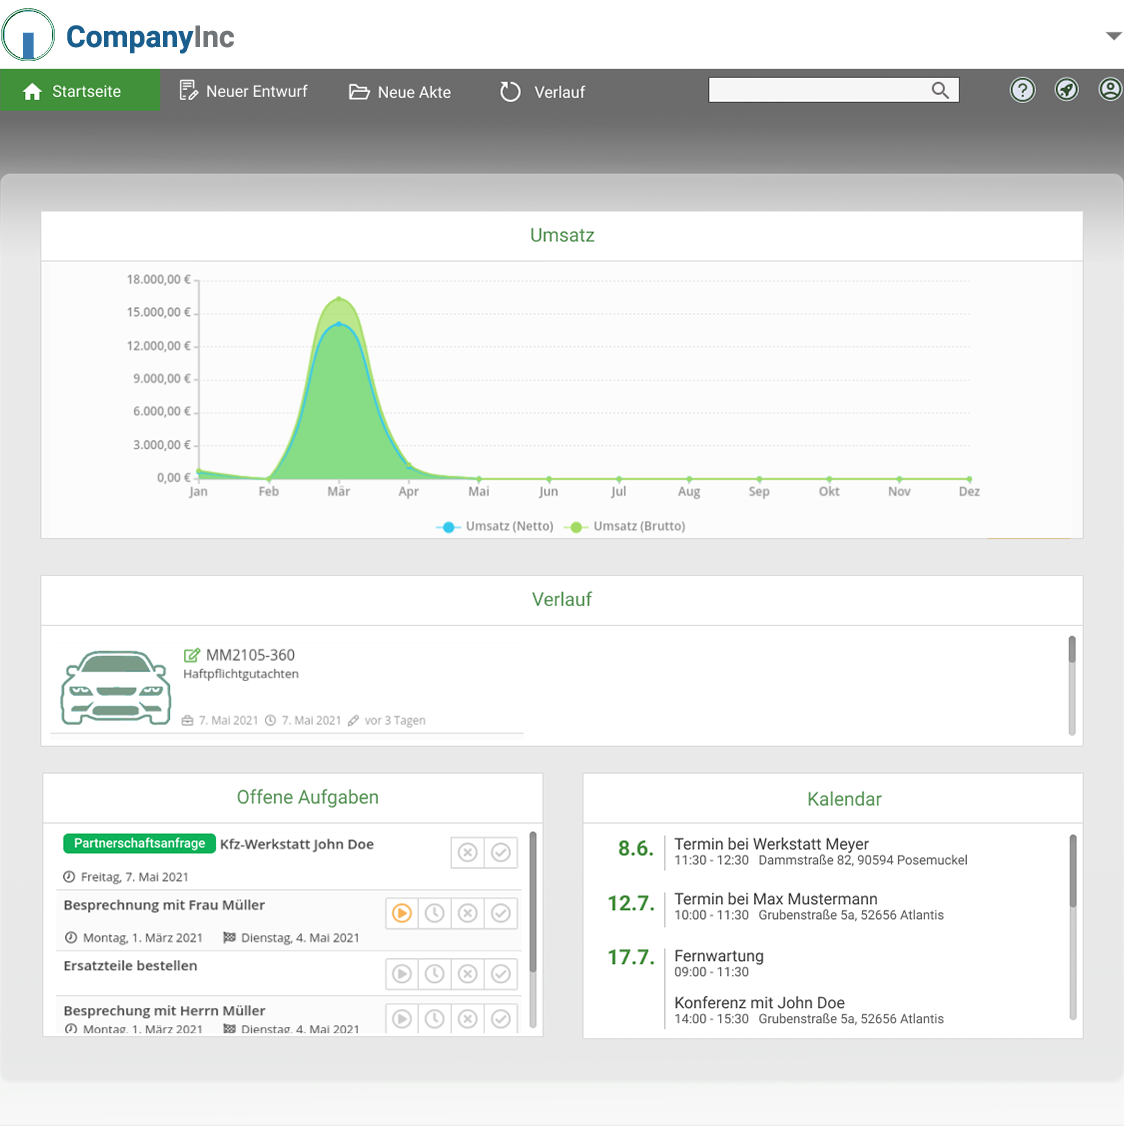 CompanyInc
Startseite
Neuer Entwurf
Neue Akte
Verlauf
Umsatz
18.000,00 €
15.000,00 €
12.000,00 €
9.000,00 €
6.000,00 €
3.000,00 €
0,00 €
Jan Feb Mär Apr Mai Jun Jul Aug Sep Okt Nov Dez
Umsatz (Netto) Umsatz (Brutto)
Verlauf
MM2105-360
Haftpflichtgutachten
7. Mai 2021 7. Mai 2021 vor 3 Tagen
Offene Aufgaben
Partnerschaftsanfrage Kfz-Werkstatt John Doe
Freitag, 7. Mai 2021
Besprechnung mit Frau Müller
Montag, 1. März 2021 Dienstag, 4. Mai 2021
Ersatzteile bestellen
Besprechung mit Herrn Müller
Montag, 1. März 2021 Dienstag, 4. Mai 2021
Kalendar
8.6. Termin bei Werkstatt Meyer
11:30 - 12:30 Dammstraße 82, 90594 Posemuckel
12.7. Termin bei Max Mustermann
10:00 - 11:30 Grubenstraße 5a, 52656 Atlantis
17.7. Fernwartung
09:00 - 11:30
Konferenz mit John Doe
14:00 - 15:30 Grubenstraße 5a, 52656 Atlantis